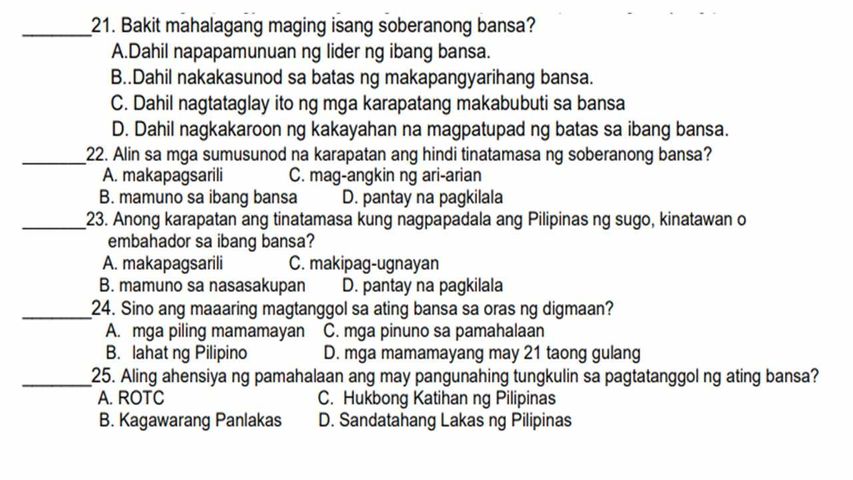 _______21. Bakit mahalagang maging isang soberanong bansa?
A.Dahil napapamunuan ng lider ng ibang bansa.
B..Dahil nakakasunod sa batas ng makapangyarihang bansa.
C. Dahil nagtataglay ito ng mga karapatang makabubuti sa bansa
D. Dahil nagkakaroon ng kakayahan na magpatupad ng batas sa ibang bansa.
_______22. Alin sa mga sumusunod na karapatan ang hindi tinatamasa ng soberanong bansa?
A. makapagsarili C. mag-angkin ng ari-arian
B. mamuno sa ibang bansa D. pantay na pagkilala
_______23. Anong karapatan ang tinatamasa kung nagpapadala ang Pilipinas ng sugo, kinatawan o
embahador sa ibang bansa?
A. makapagsarili C. makipag-ugnayan
B. mamuno sa nasasakupan D. pantay na pagkilala
_______24. Sino ang maaaring magtanggol sa ating bansa sa oras ng digmaan?
A. mga piling mamamayan C. mga pinuno sa pamahalaan
B. lahat ng Pilipino D. mga mamamayang may 21 taong gulang
_______25. Aling ahensiya ng pamahalaan ang may pangunahing tungkulin sa pagtatanggol ng ating bansa?
A. ROTC C. Hukbong Katihan ng Pilipinas
B. Kagawarang Panlakas D. Sandatahang Lakas ng Pilipinas